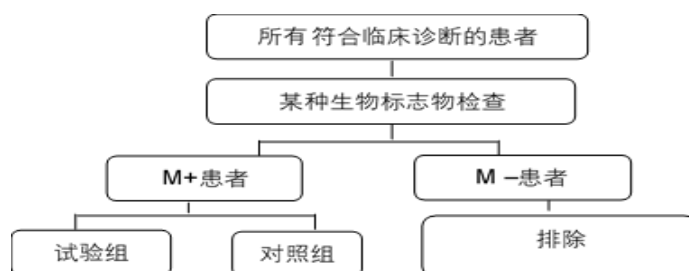 所有符合临床诊断的患者
某种生物标志物检查
M+患者
M –患者
试验组
对照组
排除